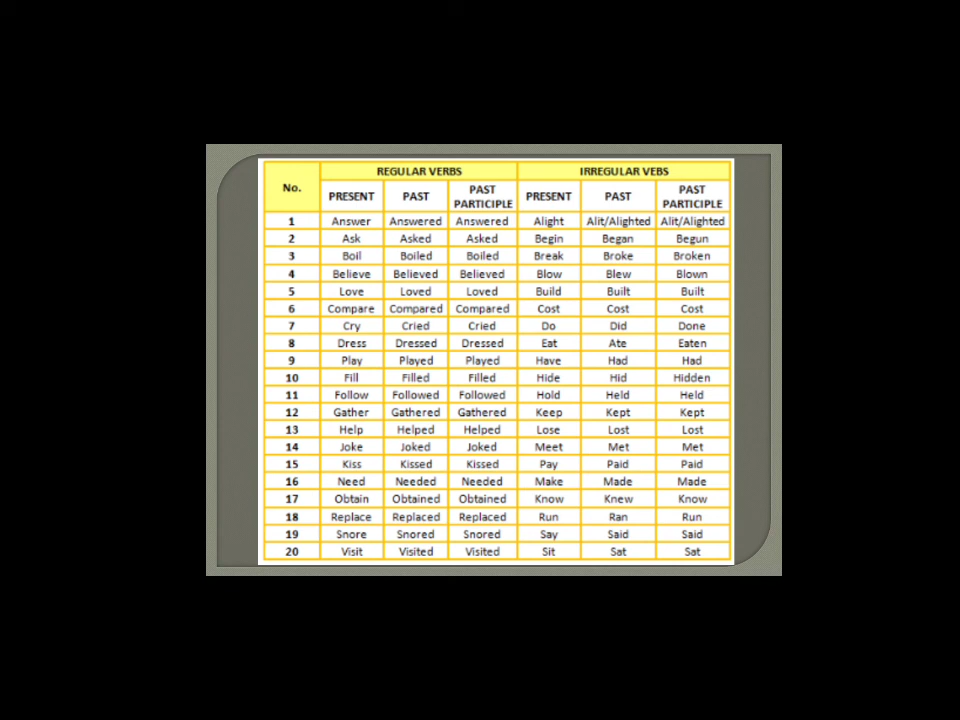 No. REGULAR VERBS IRREGULAR VEBS
PRESENT PAST PAST PARTICIPLE PRESENT PAST PAST PARTICIPLE
1 Answer Answered Answered Alight Alit/Alighted Alit/Alighted
2 Ask Asked Asked Begin Began Begun
3 Boil Boiled Boiled Break Broke Broken
4 Believe Believed Believed Blow Blew Blown
5 Love Loved Loved Build Built Built
6 Compare Compared Compared Cost Cost Cost
7 Cry Cried Cried Do Did Done
8 Dress Dressed Dressed Eat Ate Eaten
9 Play Played Played Have Had Had
10 Fill Filled Filled Hide Hid Hidden
11 Follow Followed Followed Hold Held Held
12 Gather Gathered Gathered Keep Kept Kept
13 Help Helped Helped Lose Lost Lost
14 Joke Joked Joked Meet Met Met
15 Kiss Kissed Kissed Pay Paid Paid
16 Need Needed Needed Make Made Made
17 Obtain Obtained Obtained Know Knew Know
18 Replace Replaced Replaced Run Ran Run
19 Snore Snored Snored Say Said Said
20 Visit Visited Visited Sit Sat Sat